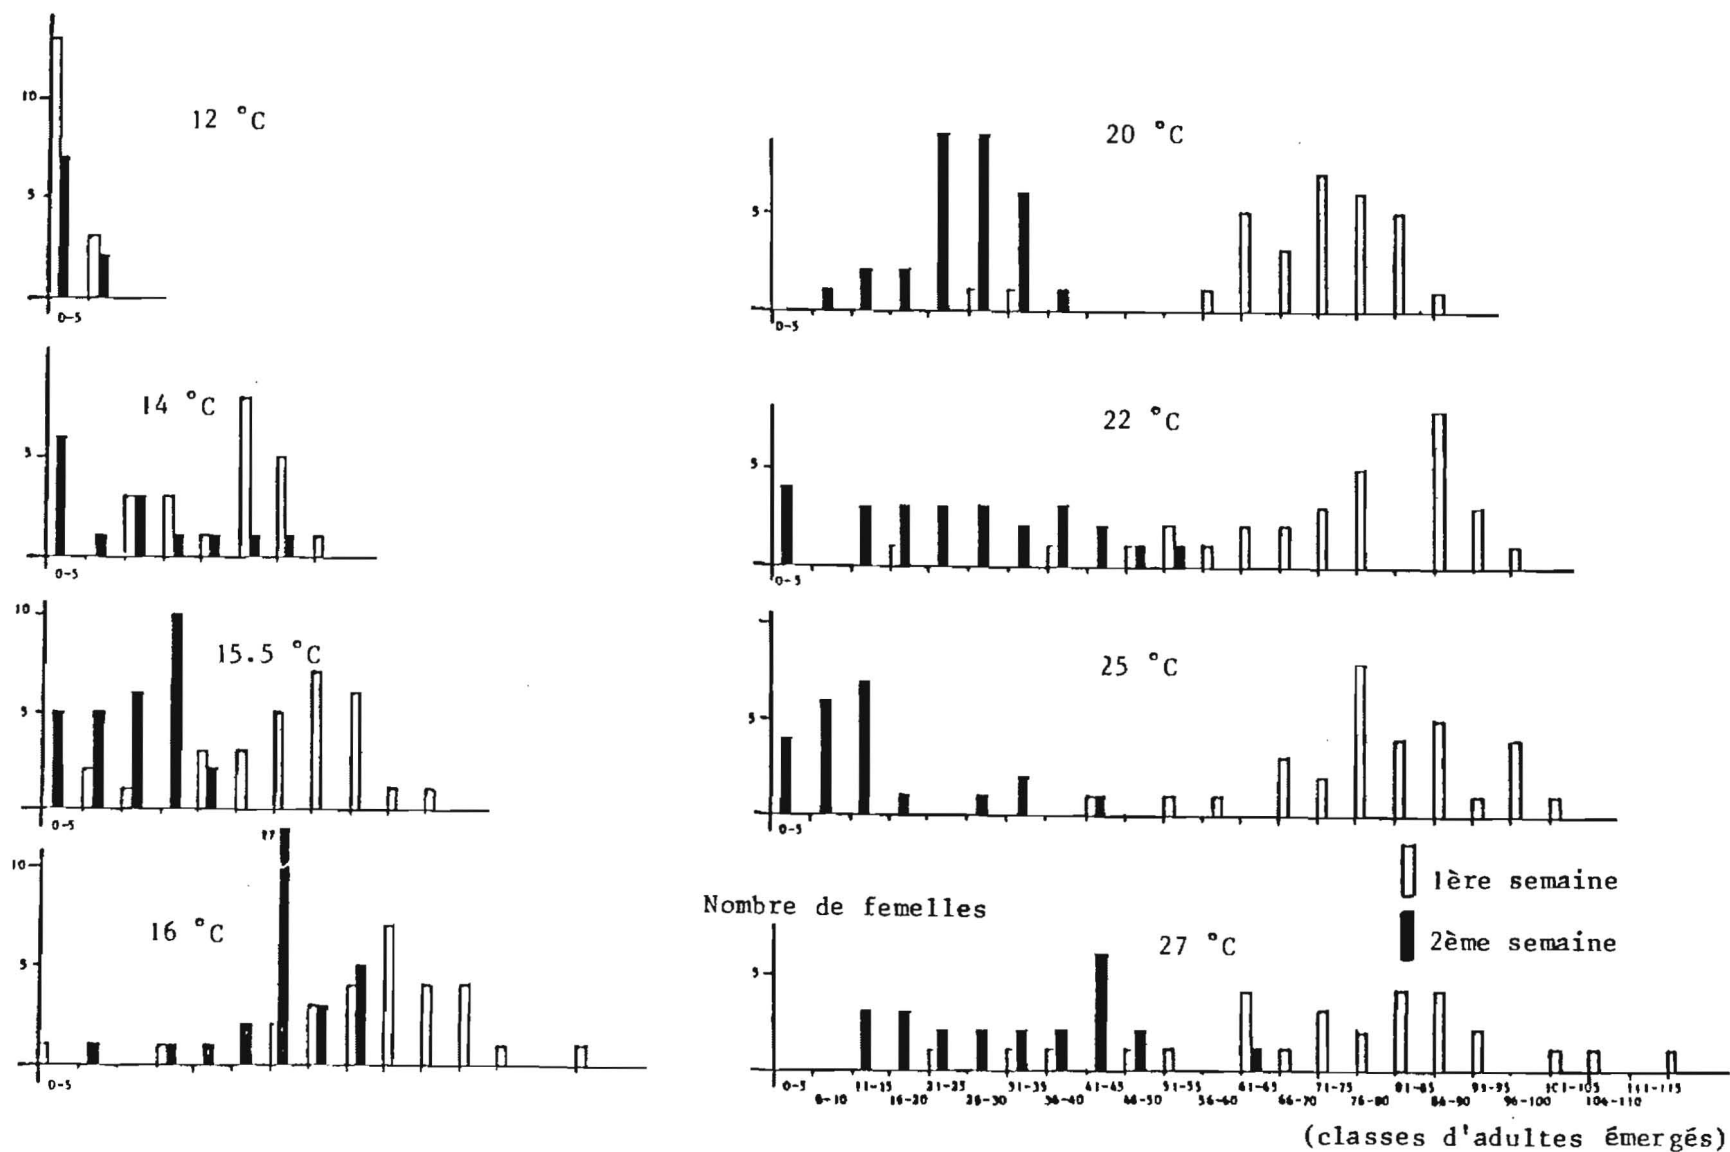 10
12 °C
5
0-5
14 °C
5
0-5
10
15.5 °C
5
0-5
10
16 °C
5
0-5
20 °C
5
0-5
22 °C
5
0-5
25 °C
5
0-5
1ère semaine
2ème semaine
Nombre de femelles
27 °C
5
0-5 11-15 21-25 31-35 41-45 51-55 61-65 71-75 81-85 91-95 101-105 111-115
6-10 16-20 26-30 36-40 46-50 56-60 66-70 76-80 86-90 96-100 104-110
(classes d'adultes émergés)